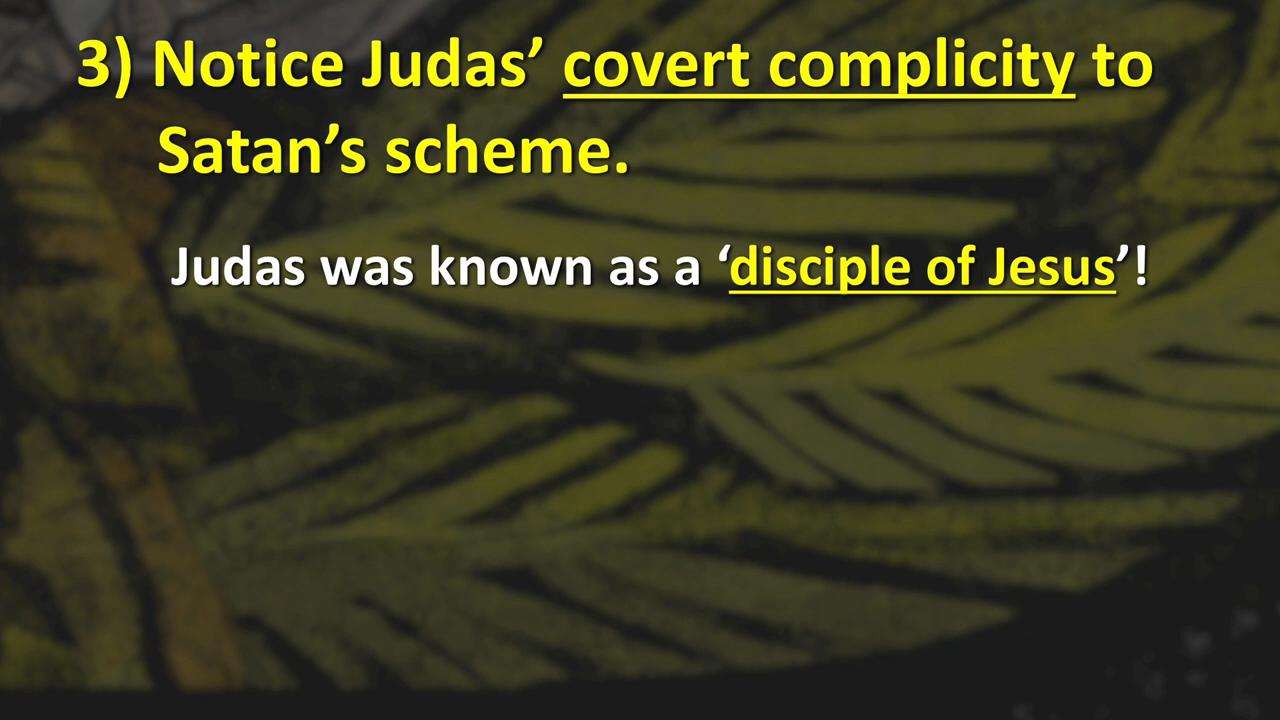 3) Notice Judas’ covert complicity to
Satan’s scheme.
Judas was known as a ‘disciple of Jesus’!